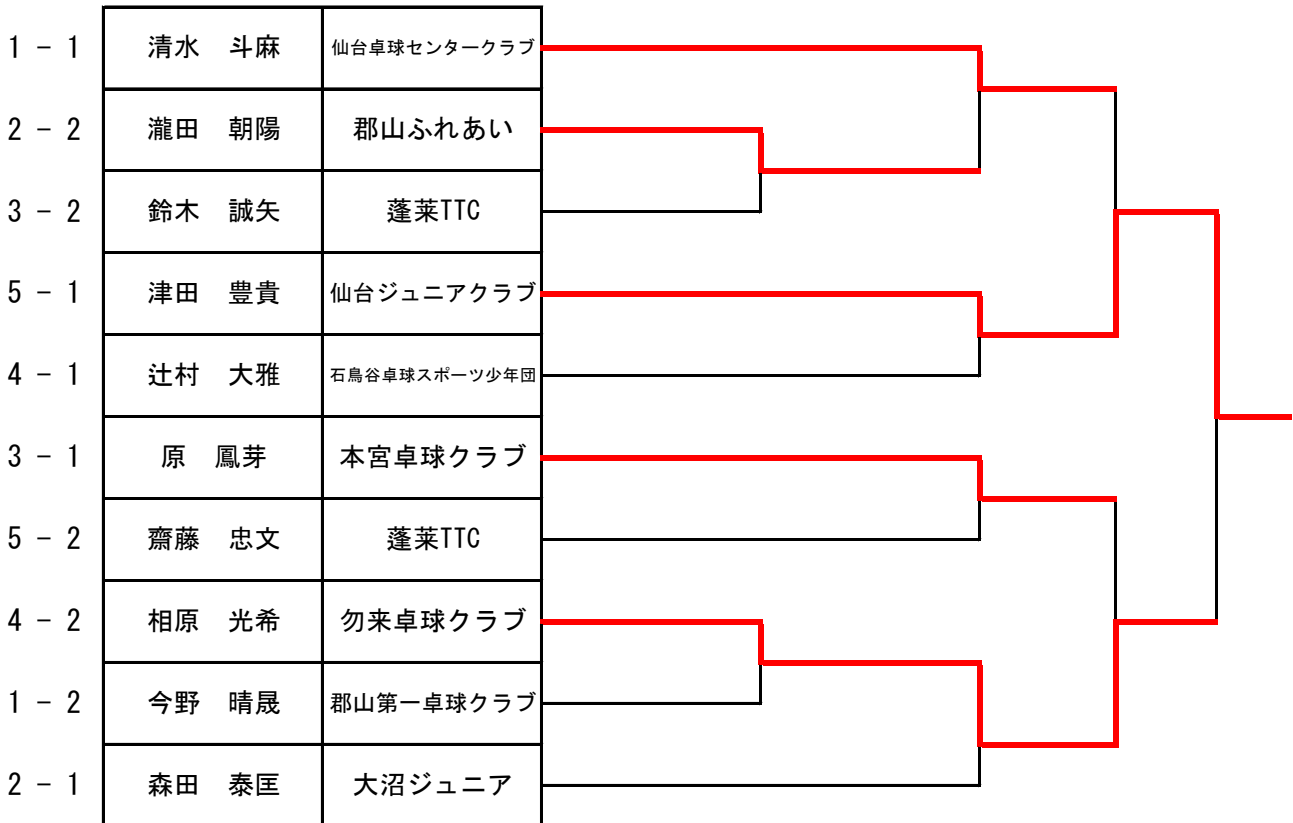 1 - 1 清水　斗麻 仙台卓球センタークラブ
2 - 2 瀧田　朝陽 郡山ふれあい
3 - 2 鈴木　誠矢 蓬莱TTC
5 - 1 津田　豊貴 仙台ジュニアクラブ
4 - 1 辻村　大雅 石鳥谷卓球スポーツ少年団
3 - 1 原　鳳芽 本宮卓球クラブ
5 - 2 齋藤　忠文 蓬莱TTC
4 - 2 相原　光希 勿来卓球クラブ
1 - 2 今野　晴晟 郡山第一卓球クラブ
2 - 1 森田　泰匡 大沼ジュニア